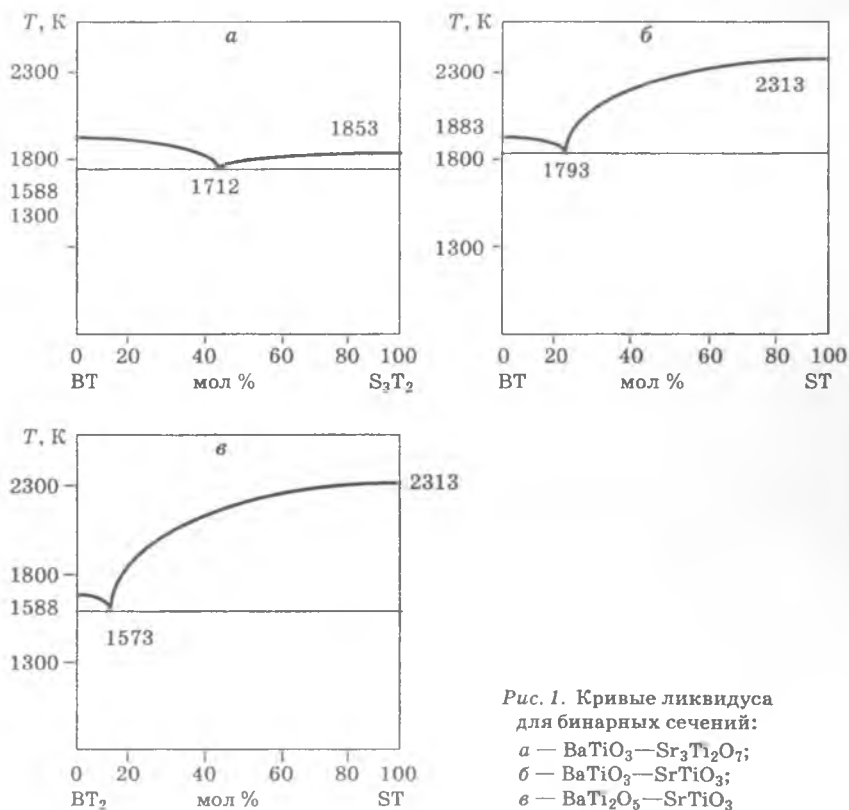 T, К
а
2300
1853
1800
1712
1588
1300
0 20 40 60 80 100
BT мол % S₃T₂
T, К
б
2300
2313
1883
1800
1793
1300
0 20 40 60 80 100
BT мол % ST
T, К
в
2300
2313
1800
1588
1573
1300
0 20 40 60 80 100
BT₂ мол % ST
Рис. 1. Кривые ликвидуса
для бинарных сечений:
а — BaTiO₃—Sr₃Ti₂O₇;
б — BaTiO₃—SrTiO₃;
в — BaTi₂O₅—SrTiO₃